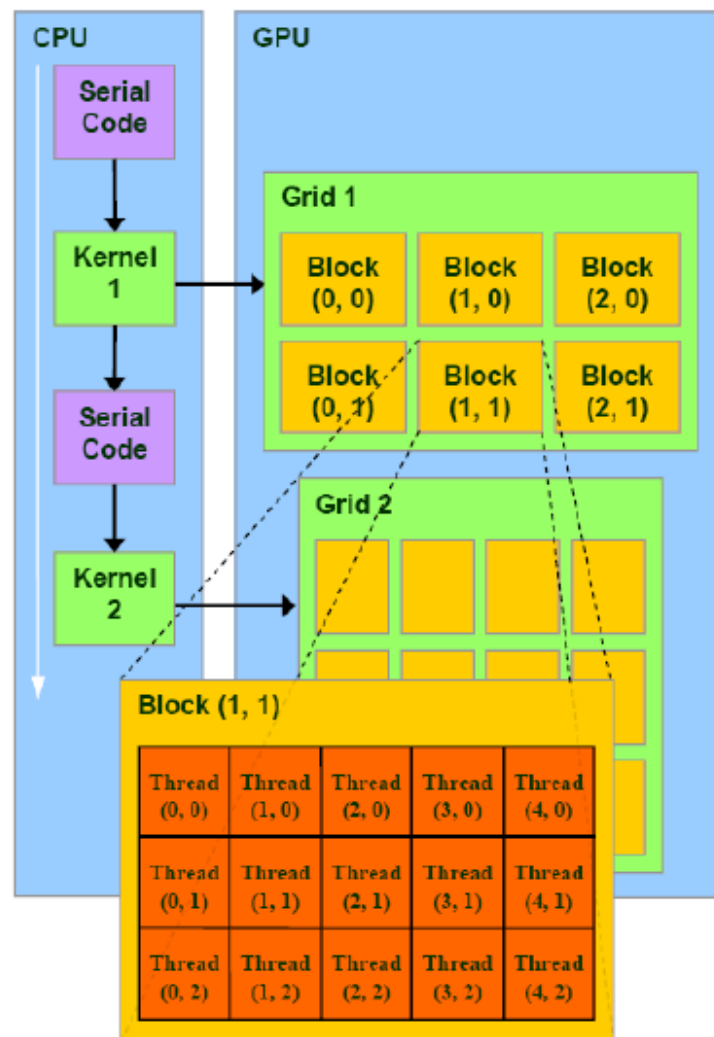 CPU
GPU
Serial
Code
Kernel
1
Serial
Code
Kernel
2
Grid 1
Block
(0, 0)
Block
(1, 0)
Block
(2, 0)
Block
(0, 1)
Block
(1, 1)
Block
(2, 1)
Grid 2
Block (1, 1)
Thread
(0, 0)
Thread
(1, 0)
Thread
(2, 0)
Thread
(3, 0)
Thread
(4, 0)
Thread
(0, 1)
Thread
(1, 1)
Thread
(2, 1)
Thread
(3, 1)
Thread
(4, 1)
Thread
(0, 2)
Thread
(1, 2)
Thread
(2, 2)
Thread
(3, 2)
Thread
(4, 2)